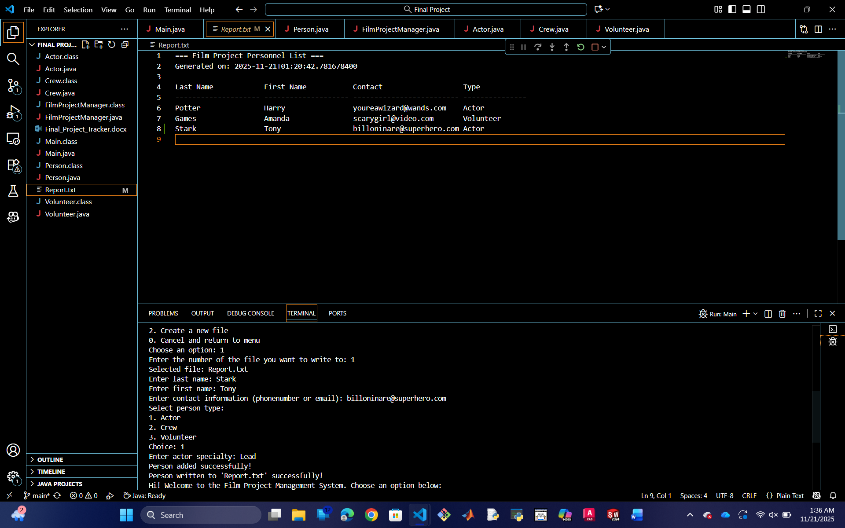 File Edit Selection View Go Run Terminal Help
Final Project
EXPLORER
Main.java
Report.txt M
Person.java
FilmProjectManager.java
Actor.java
Crew.java
Volunteer.java
FINAL PROJ...
Actor.class
Actor.java
Crew.class
Crew.java
FilmProjectManager.class
FilmProjectManager.java
Final_Project_Tracker.docx
Main.class
Main.java
Person.class
Person.java
Report.txt M
Volunteer.class
Volunteer.java
OUTLINE
TIMELINE
JAVA PROJECTS
Report.txt
1 === Film Project Personnel List ===
2 Generated on: 2025-11-21T01:20:42.781678400
3
4 Last Name First Name Contact Type
5 ----------------------------------------------------------------------------------
6 Potter Harry youreawizard@wands.com Actor
7 Games Amanda scarygirl@video.com Volunteer
8 Stark Tony billoninare@superhero.com Actor
9
PROBLEMS OUTPUT DEBUG CONSOLE TERMINAL PORTS
Run: Main
2. Create a new file
0. Cancel and return to menu
Choose an option: 1
Enter the number of the file you want to write to: 1
Selected file: Report.txt
Enter last name: Stark
Enter first name: Tony
Enter contact information (phonenumber or email): billoninare@superhero.com
Select person type:
1. Actor
2. Crew
3. Volunteer
Choice: 1
Enter actor specialty: Lead
Person added successfully!
Person written to 'Report.txt' successfully!
Hi! Welcome to the Film Project Management System. Choose an option below:
main* 0 0 Java: Ready
Ln 9, Col 1 Spaces: 4 UTF-8 CRLF {} Plain Text
Search
1:36 AM
11/21/2025